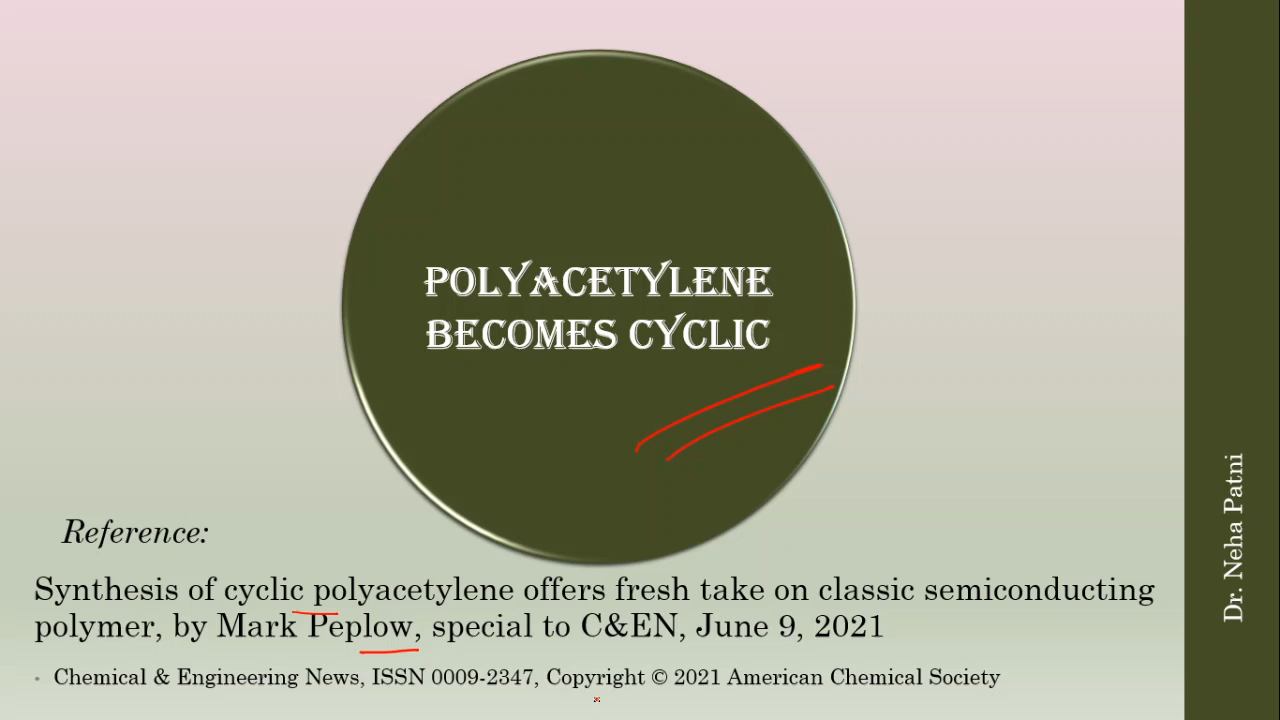 POLYACETYLENE
BECOMES CYCLIC
Reference:
Synthesis of cyclic polyacetylene offers fresh take on classic semiconducting
polymer, by Mark Peplow, special to C&EN, June 9, 2021
• Chemical & Engineering News, ISSN 0009-2347, Copyright © 2021 American Chemical Society
Dr. Neha Patni